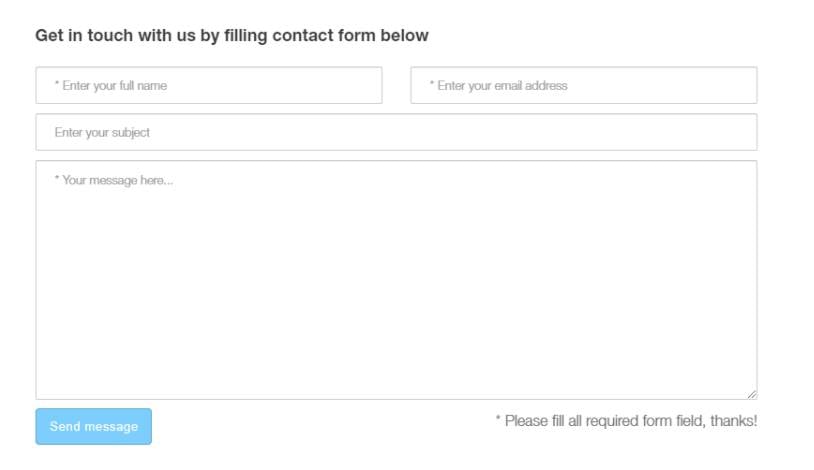 Get in touch with us by filling contact form below
* Enter your full name
* Enter your email address
Enter your subject
* Your message here...
Send message
* Please fill all required form field, thanks!